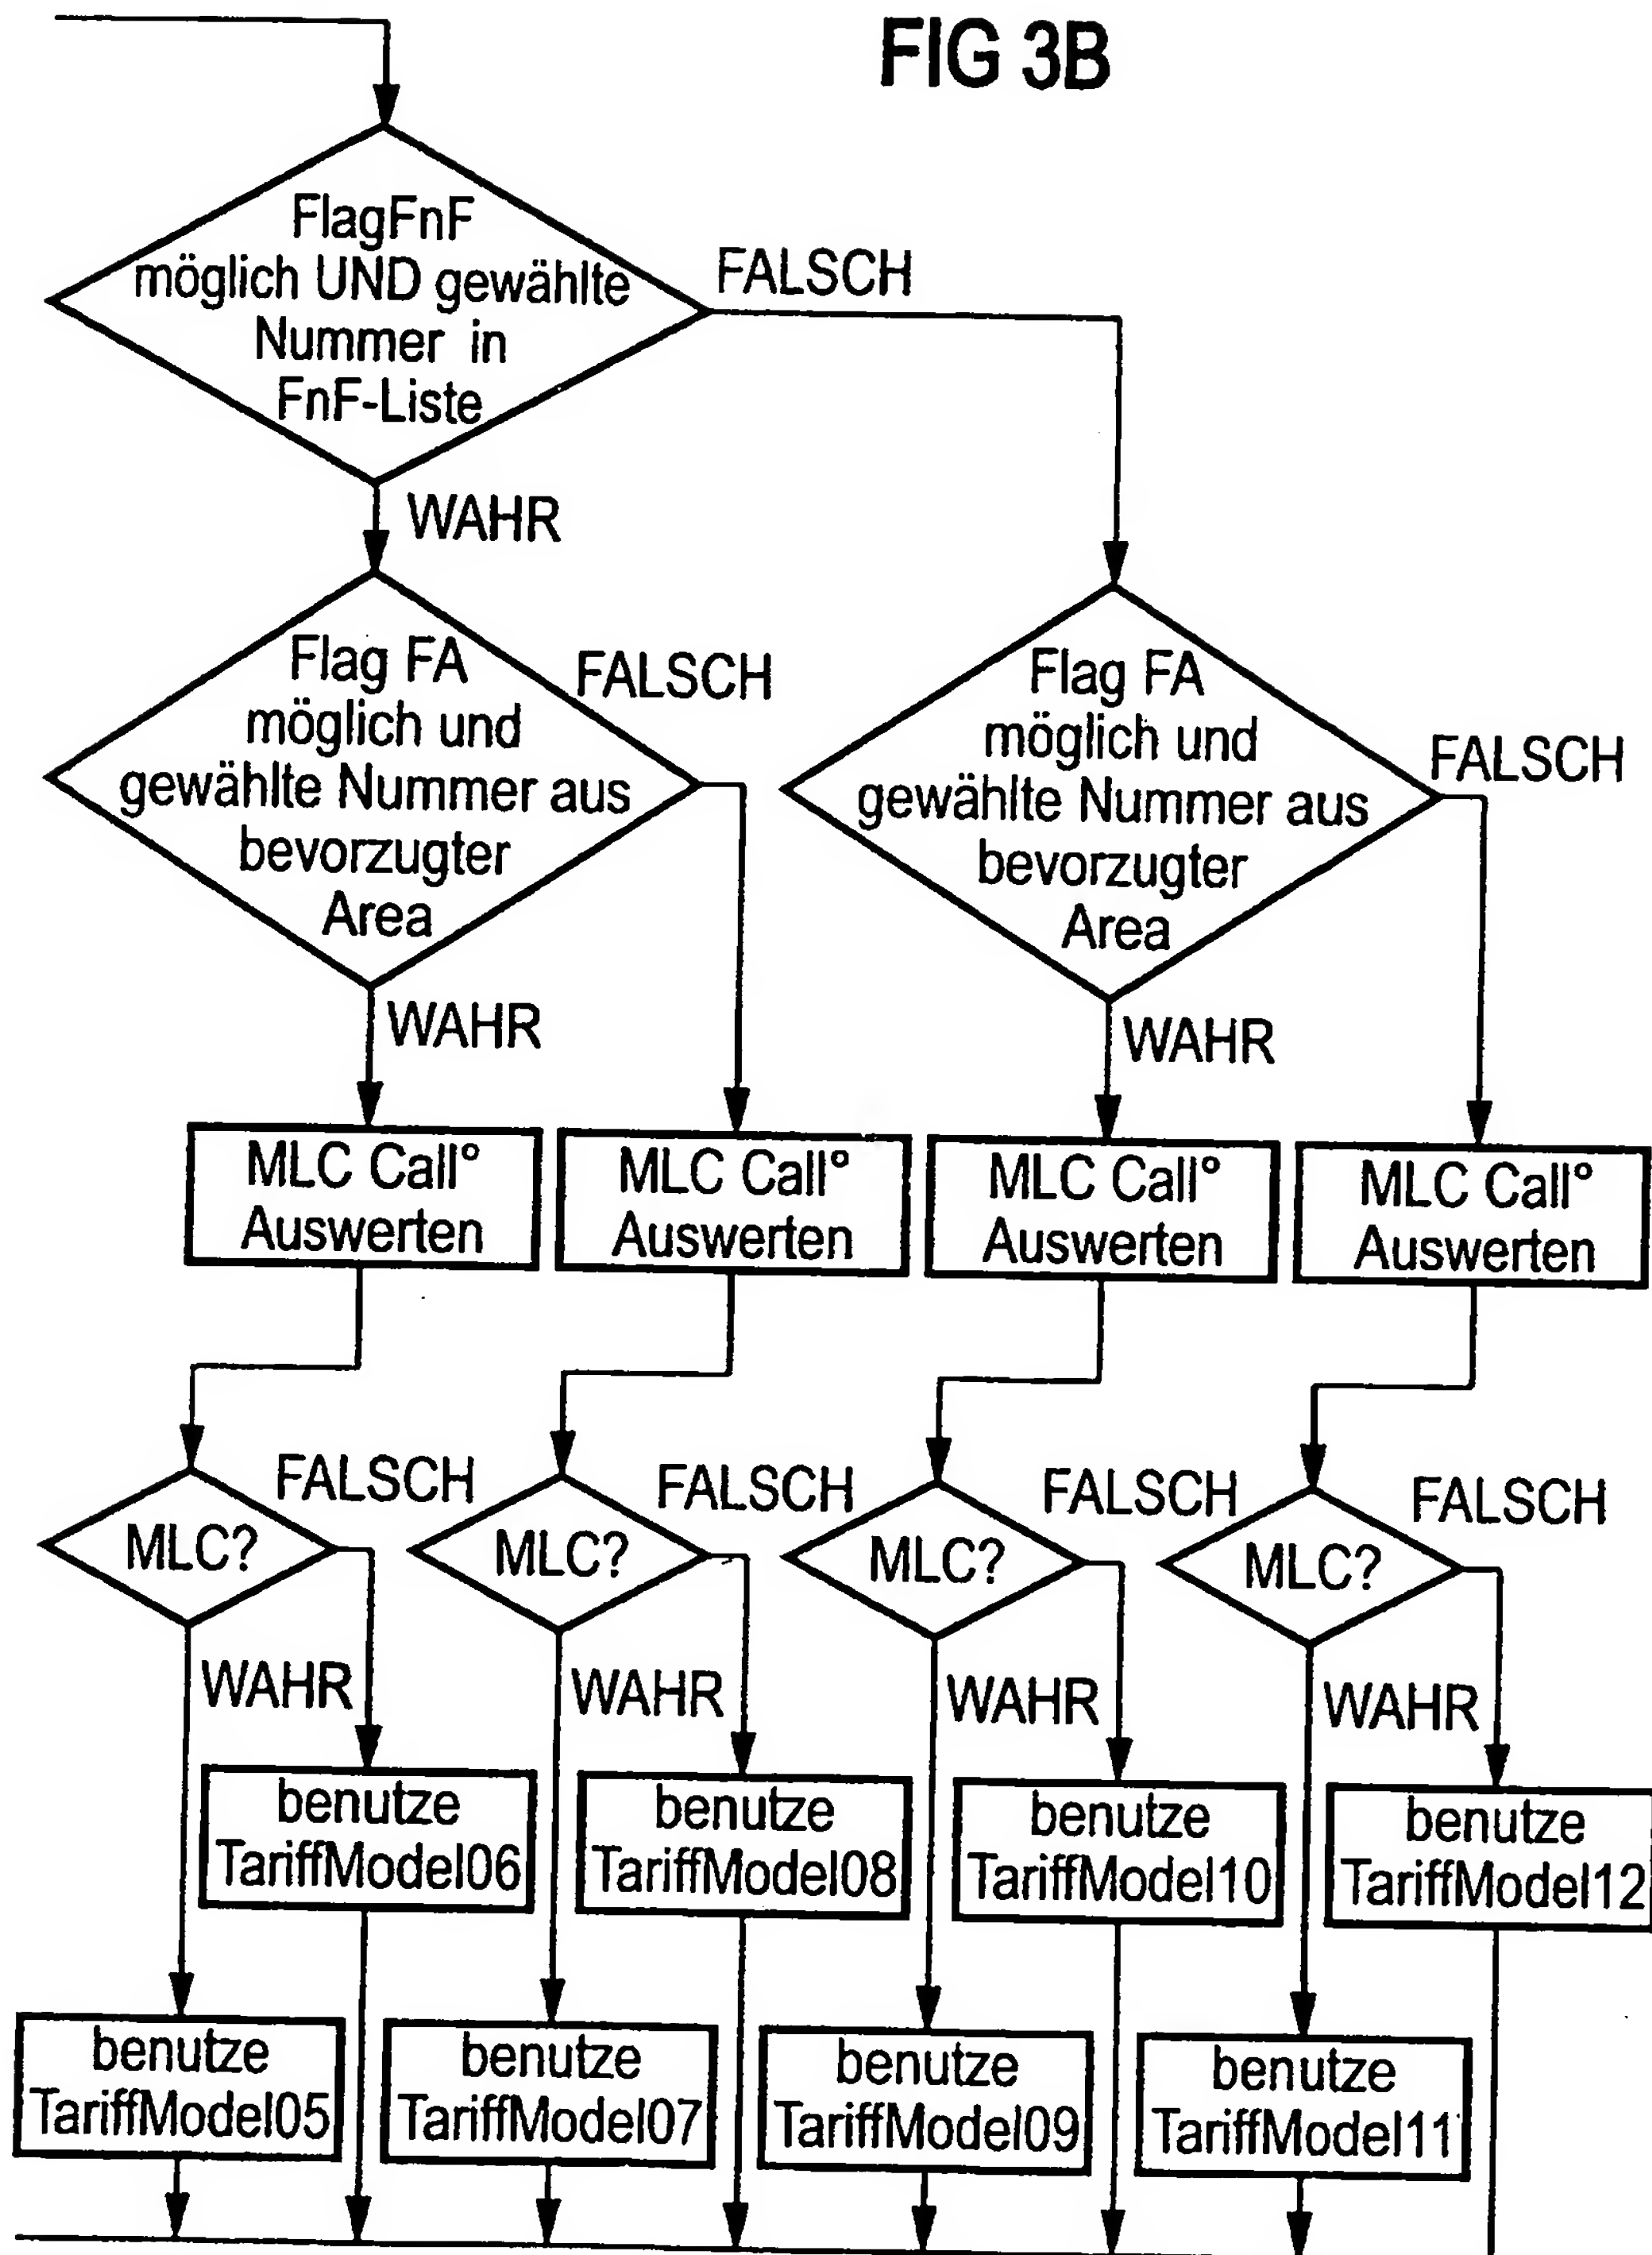 FIG 3B
FlagFnF
möglich UND gewählte
Nummer in
FnF-Liste
FALSCH
WAHR
Flag FA
möglich und
gewählte Nummer aus
bevorzugter
Area
FALSCH
Flag FA
möglich und
gewählte Nummer aus
bevorzugter
Area
FALSCH
WAHR
WAHR
MLC Call°
Auswerten
MLC Call°
Auswerten
MLC Call°
Auswerten
MLC Call°
Auswerten
MLC?
FALSCH
MLC?
FALSCH
MLC?
FALSCH
MLC?
FALSCH
WAHR
WAHR
WAHR
WAHR
benutze
TariffModel06
benutze
TariffModel08
benutze
TariffModel10
benutze
TariffModel12
benutze
TariffModel05
benutze
TariffModel07
benutze
TariffModel09
benutze
TariffModel11